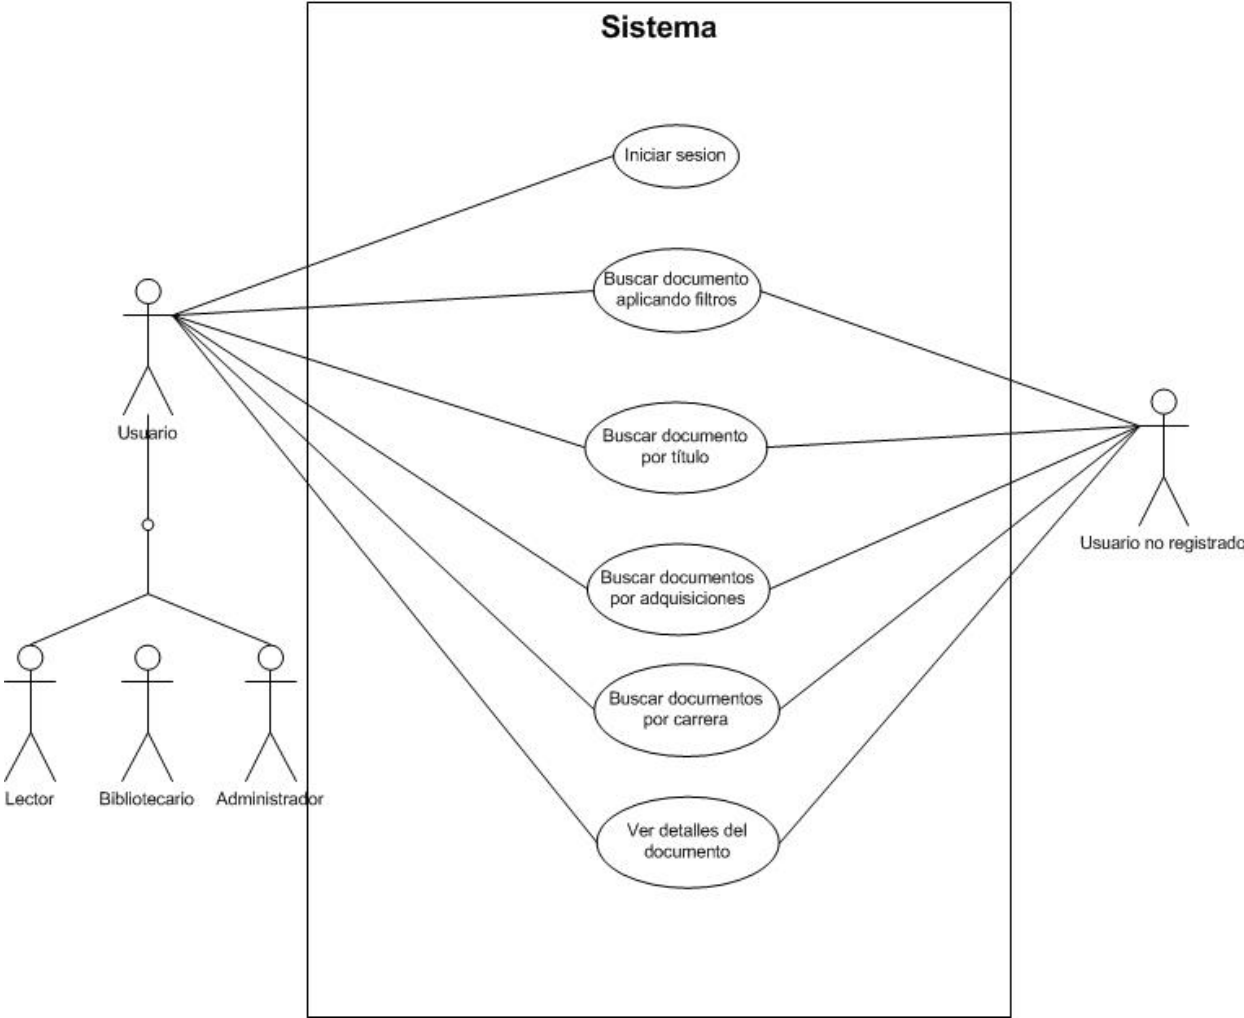 Sistema
Iniciar sesion
Buscar documento
aplicando filtros
Usuario
Buscar documento
por título
Usuario no registrado
Buscar documentos
por adquisiciones
Buscar documentos
por carrera
Lector
Bibliotecario
Administrador
Ver detalles del
documento